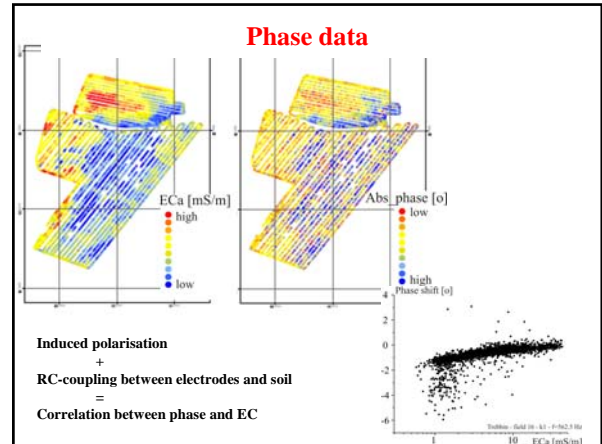 Phase data
ECa [mS/m]
high
low
Abs_phase [o]
low
high
Phase shift [o]
4
2
0
-2
-4
-6
1
10
ECa [mS/m]
Induced polarisation
+
RC-coupling between electrodes and soil
=
Correlation between phase and EC